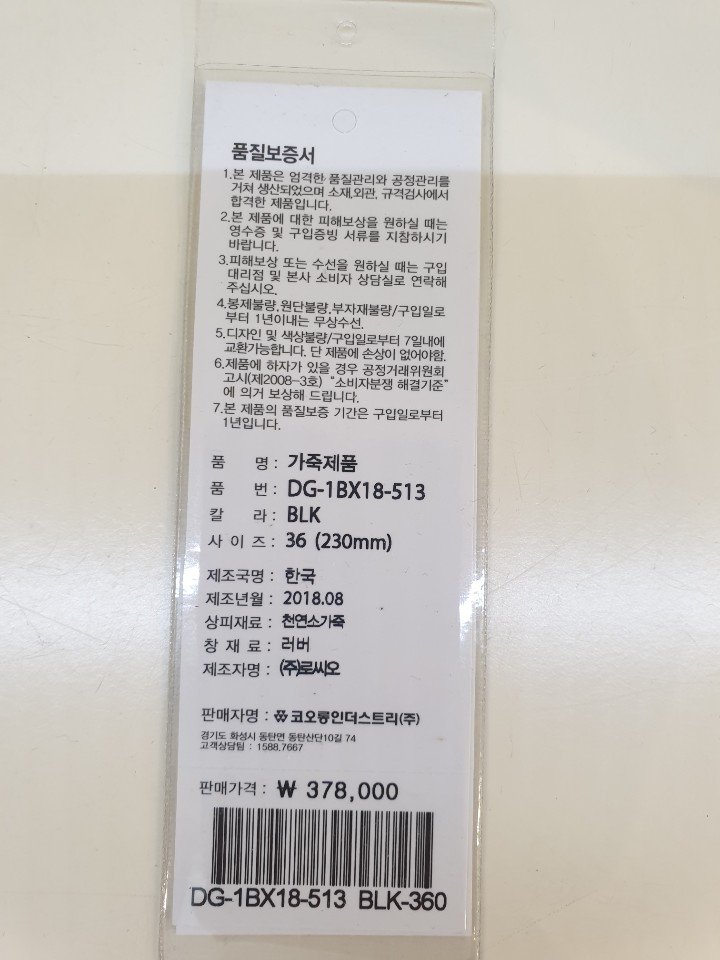 품질보증서
1.본 제품은 엄격한 품질관리와 공정관리를
거쳐 생산되었으며 소재,외관, 규격검사에서
합격한 제품입니다.
2.본 제품에 대한 피해보상을 원하실 때는
영수증 및 구입증빙 서류를 지참하시기
바랍니다.
3.피해보상 또는 수선을 원하실 때는 구입
대리점 및 본사 소비자 상담실로 연락해
주십시오.
4.봉제불량,원단불량,부자재불량/구입일로
부터 1년이내는 무상수선.
5.디자인 및 색상불량/구입일로부터 7일내에
교환가능합니다. 단 제품에 손상이 없어야함.
6.제품에 하자가 있을 경우 공정거래위원회
고시(제2008-3호) "소비자분쟁 해결기준"
에 의거 보상해 드립니다.
7.본 제품의 품질보증 기간은 구입일로부터
1년입니다.
품 명 : 가죽제품
품 번 : DG-1BX18-513
칼 라 : BLK
사 이 즈 : 36 (230mm)
제조국명 : 한국
제조년월 : 2018.08
상피재료 : 천연소가죽
창 재 료 : 러버
제조자명 : (주)로씨오
판매자명 : 코오롱인더스트리(주)
경기도 화성시 동탄면 동탄산단10길 74
고객상담팀 : 1588.7667
판매가격 : ₩ 378,000
DG-1BX18-513 BLK-360